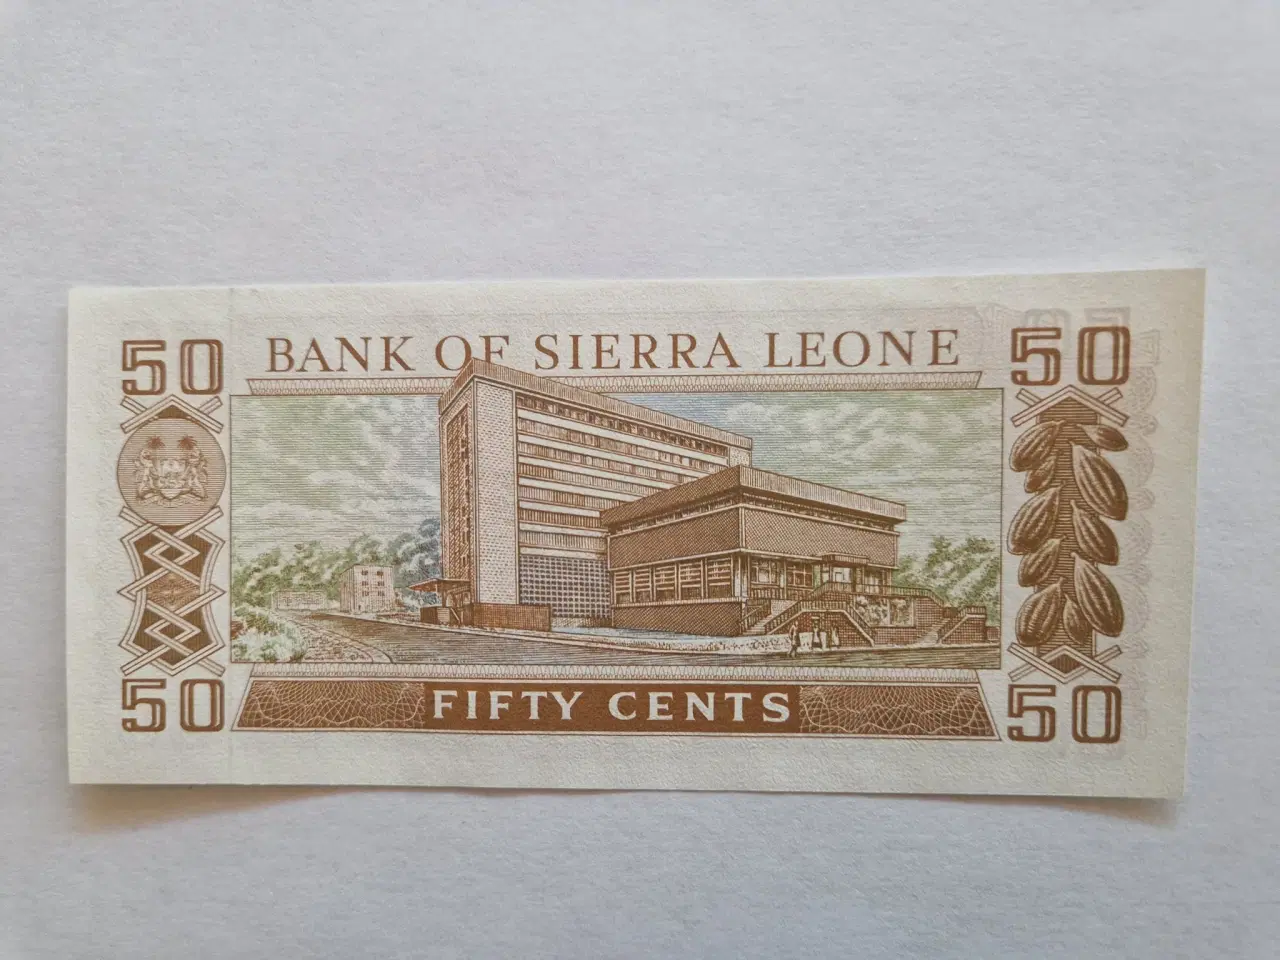 50 BANK OF SIERRA LEONE 50
50 FIFTY CENTS 50